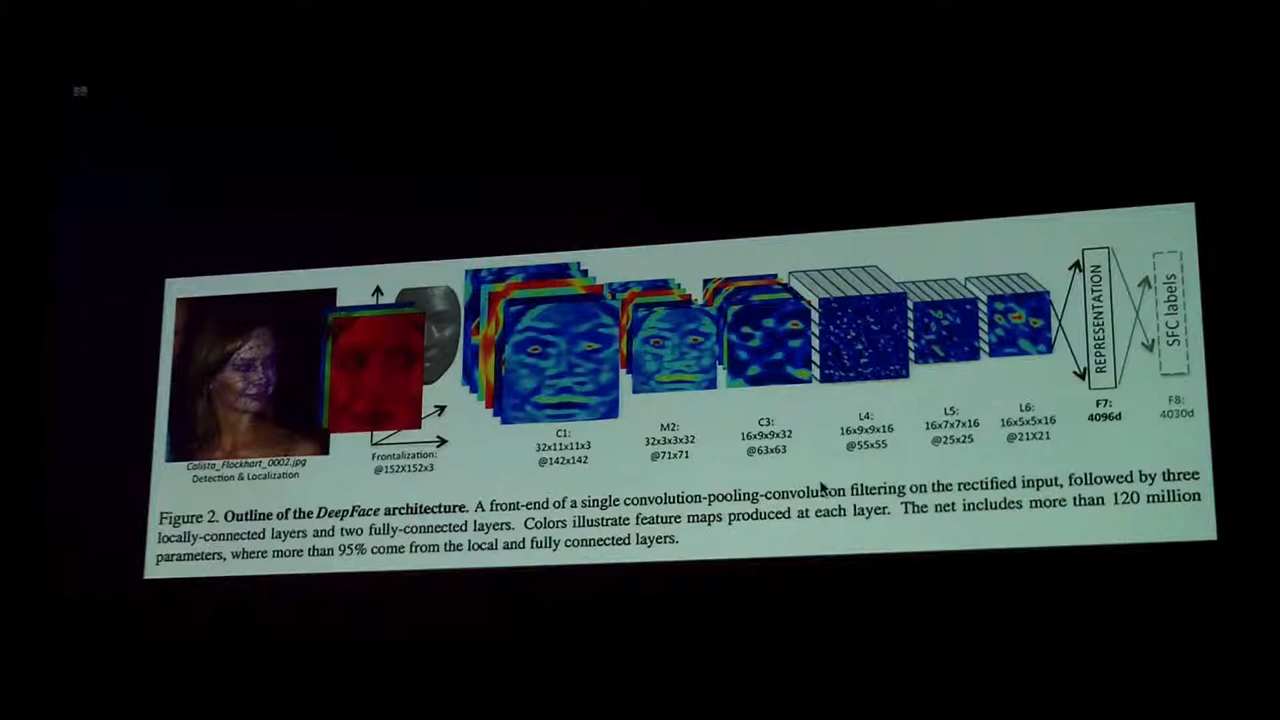 Calista_Flockhart_0002.jpg
Detection & Localization
Frontalization:
@152X152x3
C1:
32x11x11x3
@142x142
M2:
32x3x3x32
@71x71
C3:
16x9x9x32
@63x63
L4:
16x9x9x16
@55x55
L5:
16x7x7x16
@25x25
L6:
16x5x5x16
@21X21
REPRESENTATION
F7:
4096d
SFC labels
F8:
4030d
Figure 2. Outline of the DeepFace architecture. A front-end of a single convolution-pooling-convolution filtering on the rectified input, followed by three
locally-connected layers and two fully-connected layers. Colors illustrate feature maps produced at each layer. The net includes more than 120 million
parameters, where more than 95% come from the local and fully connected layers.